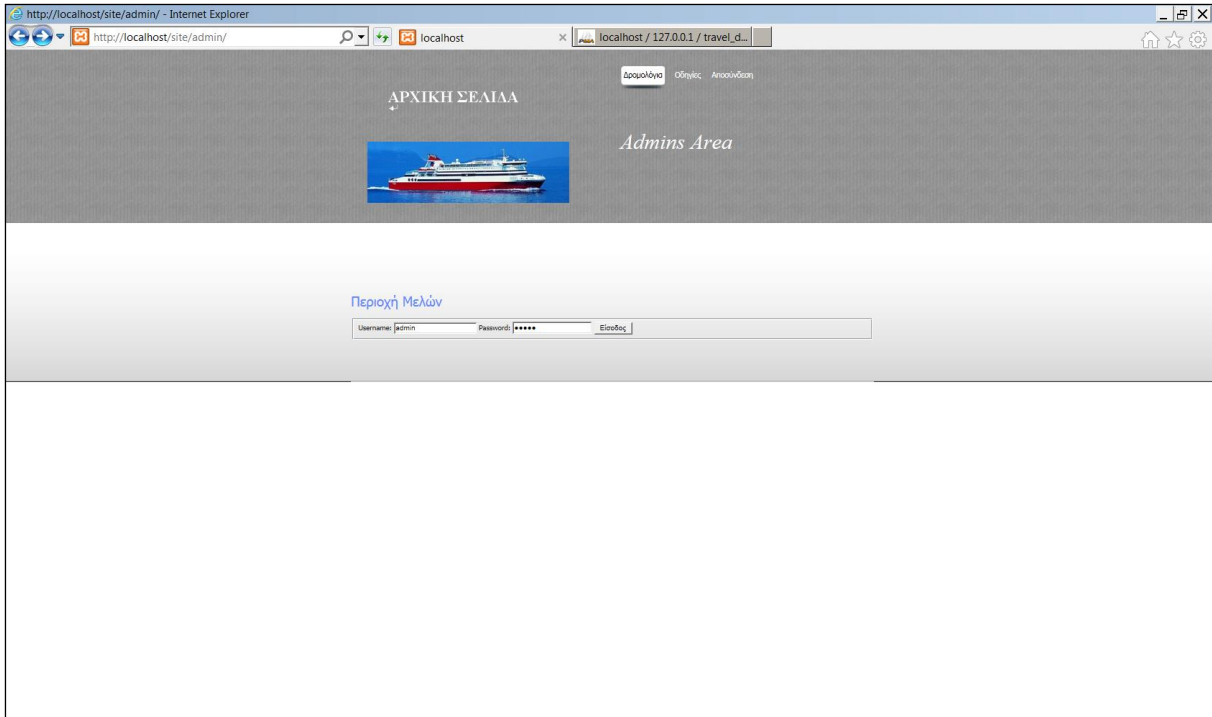 http://localhost/site/admin/ - Internet Explorer
http://localhost/site/admin/
localhost
localhost / 127.0.0.1 / travel_d...
Δρομολόγια Οδηγίες Αποσύνδεση
ΑΡΧΙΚΗ ΣΕΛΙΔΑ
Admins Area
Περιοχή Μελών
Username: admin Password: ••••• Είσοδος